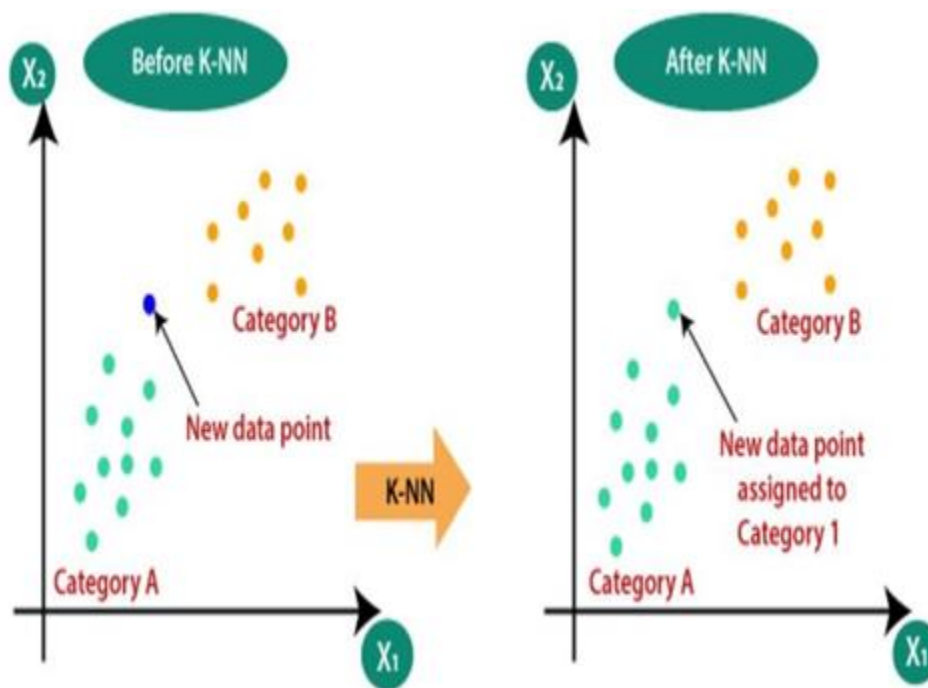 X₂
Before K-NN
Category B
New data point
Category A
X₁
K-NN
X₂
After K-NN
Category B
New data point
assigned to
Category 1
Category A
X₁